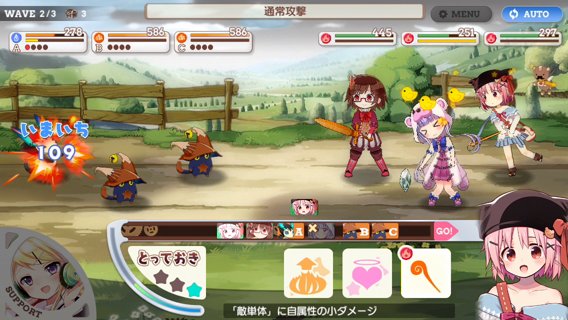 WAVE 2/3 3
通常攻撃
MENU
AUTO
278
586
586
445
251
297
A
B
C
いまいち
109
A
B
C
GO!
とっておき
SUPPORT
「敵単体」に自属性の小ダメージ